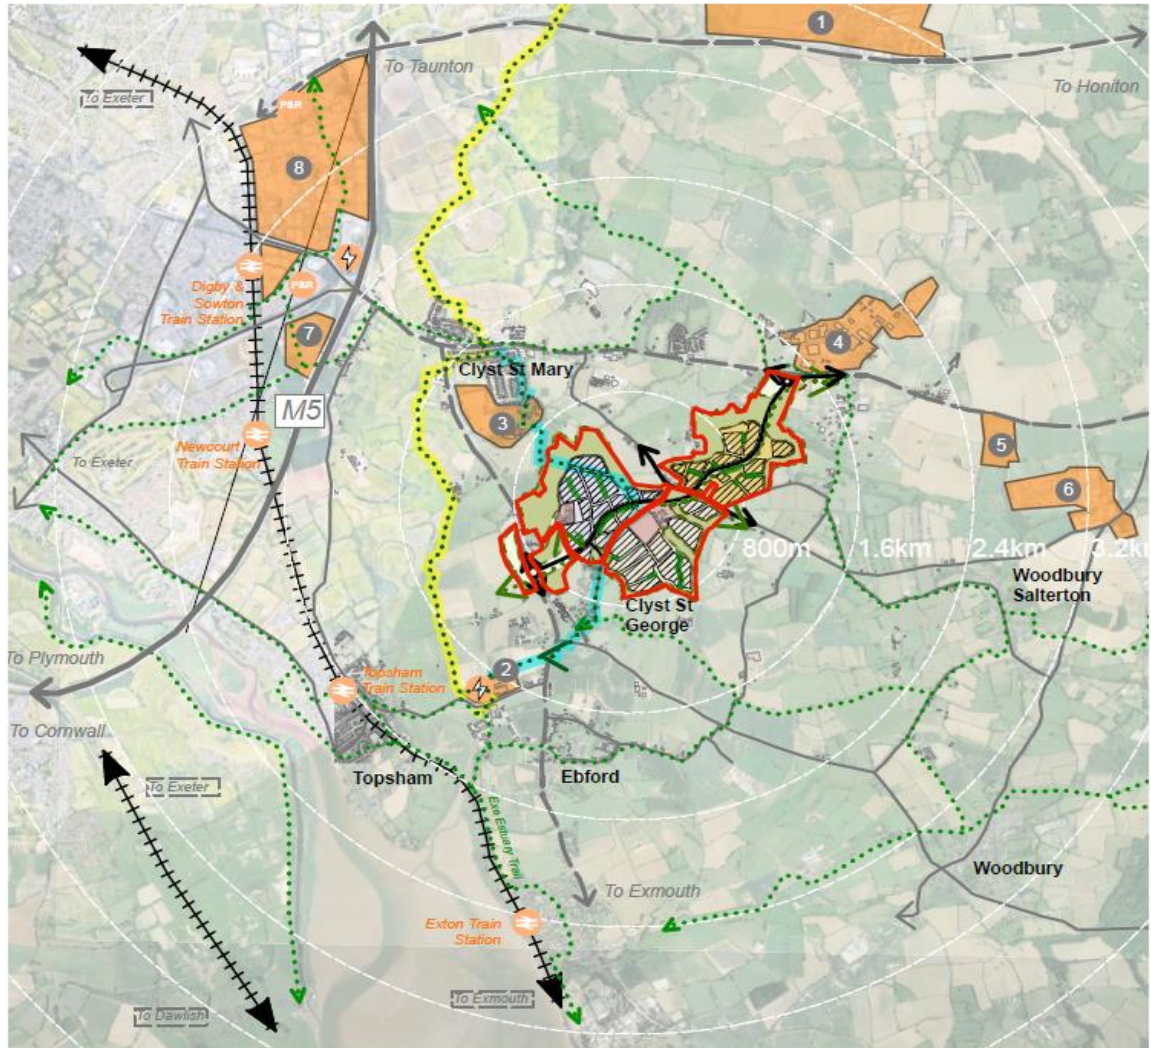 1
To Taunton
To Exeter
To Honiton
P&R
8
Digby &
Sowton
Train Station
P&R
7
4
Clyst St Mary
M5
3
5
Newcourt
Train Station
To Exeter
6
800m
1.6km
2.4km
3.2k
Woodbury
Salterton
Clyst St
George
To Plymouth
2
Topsham
Train Station
To Cornwall
Topsham
Ebford
To Exeter
Exe Estuary Trail
Woodbury
To Exmouth
Exton Train
Station
To Exmouth
To Dawlish